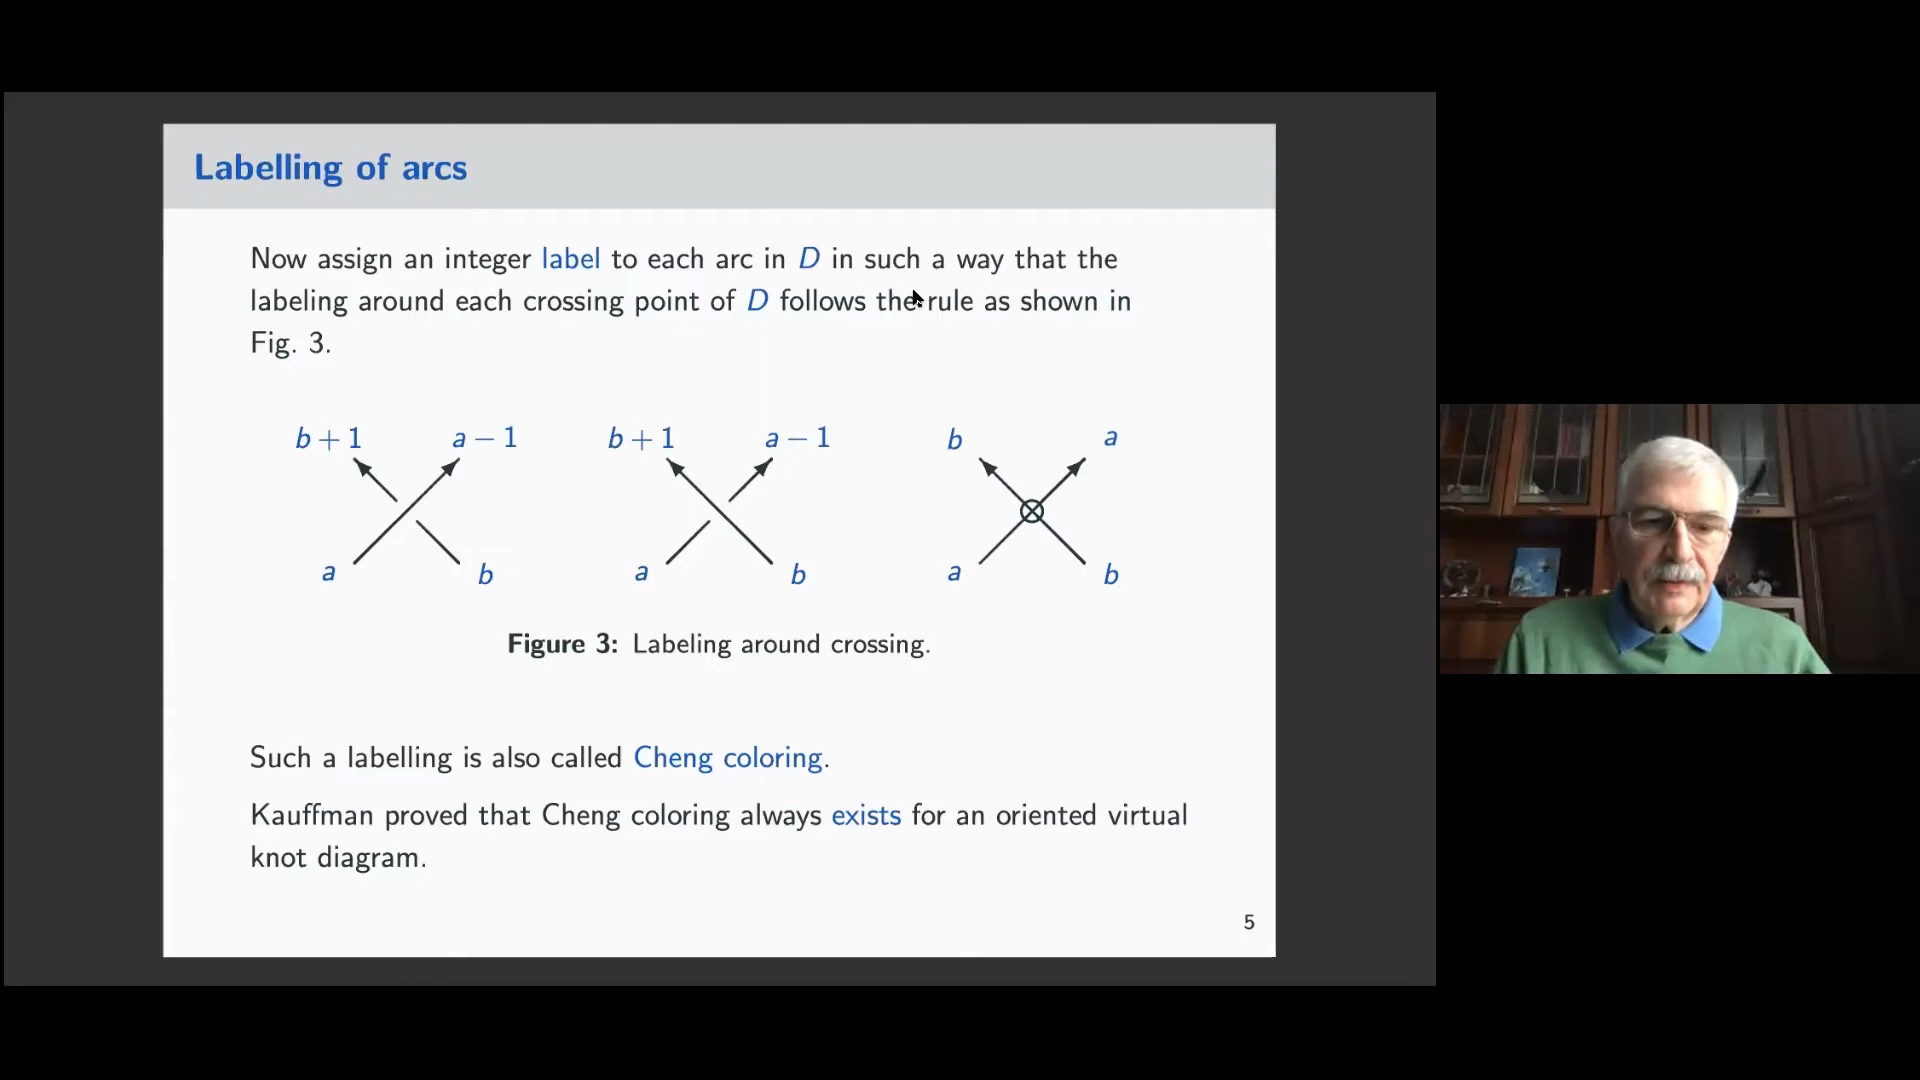 Labelling of arcs
Now assign an integer label to each arc in D in such a way that the
labeling around each crossing point of D follows the rule as shown in
Fig. 3.
b + 1 a − 1 b + 1 a − 1 b a
a b a b a b
Figure 3: Labeling around crossing.
Such a labelling is also called Cheng coloring.
Kauffman proved that Cheng coloring always exists for an oriented virtual
knot diagram.
5